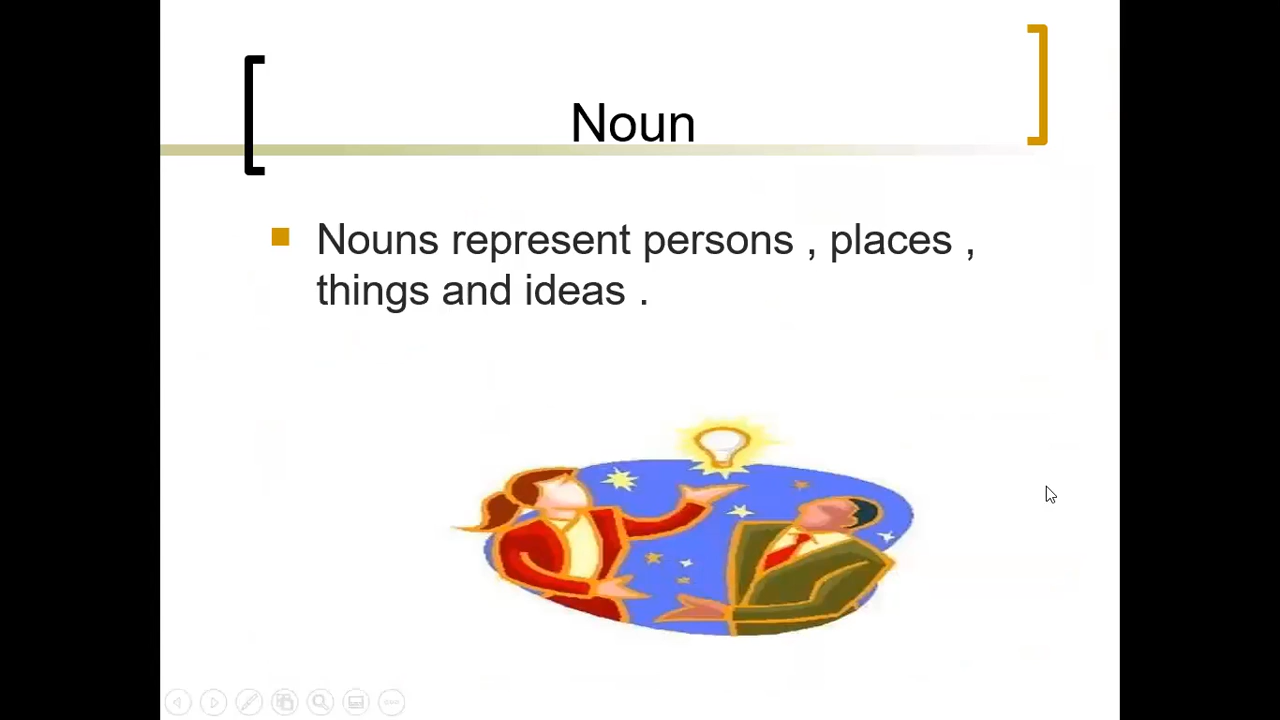 Noun
Nouns represent persons , places ,
things and ideas .